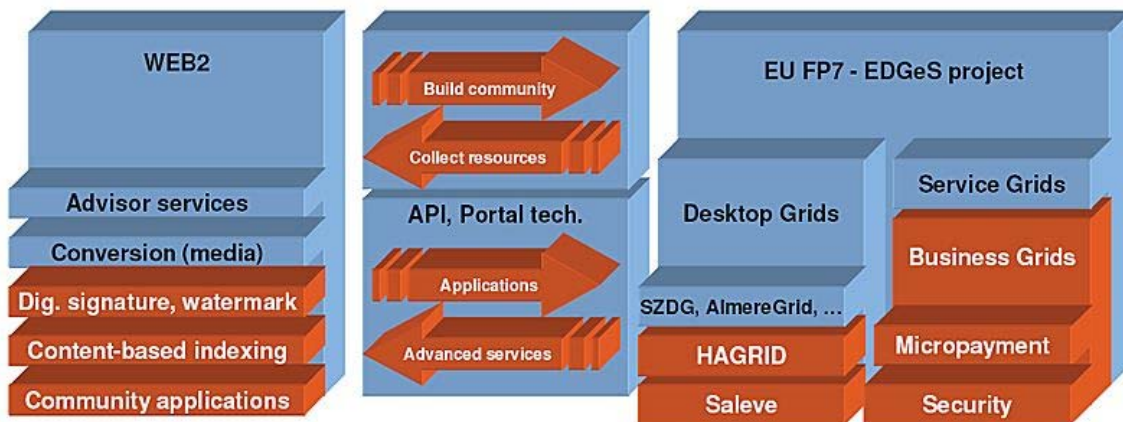 WEB2
Advisor services
Conversion (media)
Dig. signature, watermark
Content-based indexing
Community applications
Build community
Collect resources
API, Portal tech.
Applications
Advanced services
EU FP7 - EDGeS project
Desktop Grids
SZDG, AlmereGrid, ...
HAGRID
Saleve
Service Grids
Business Grids
Micropayment
Security